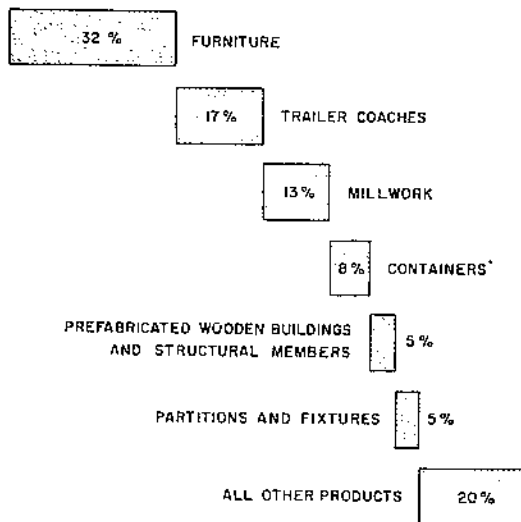 32 % FURNITURE
17 % TRAILER COACHES
13 % MILLWORK
8 % CONTAINERS*
PREFABRICATED WOODEN BUILDINGS
AND STRUCTURAL MEMBERS 5 %
PARTITIONS AND FIXTURES 5 %
ALL OTHER PRODUCTS 20 %